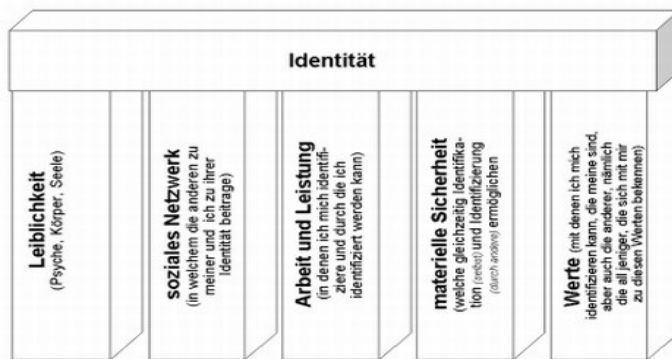 Identität
Leiblichkeit
(Psyche, Körper, Seele)
soziales Netzwerk
(in welchem die anderen zu
meiner und ich zu ihrer
Identität beitrage)
Arbeit und Leistung
(in denen ich mich identifi-
ziere und durch die ich
identifiziert werden kann)
materielle Sicherheit
(welche gleichzeitig Identifika-
tion (selbst) und Identifizierung
(durch andere) ermöglichen
Werte (mit denen ich mich
identifizieren kann, die meine sind,
aber auch die anderer, nämlich
die all jeniger, die sich mit mir
zu diesen Werten bekennen)